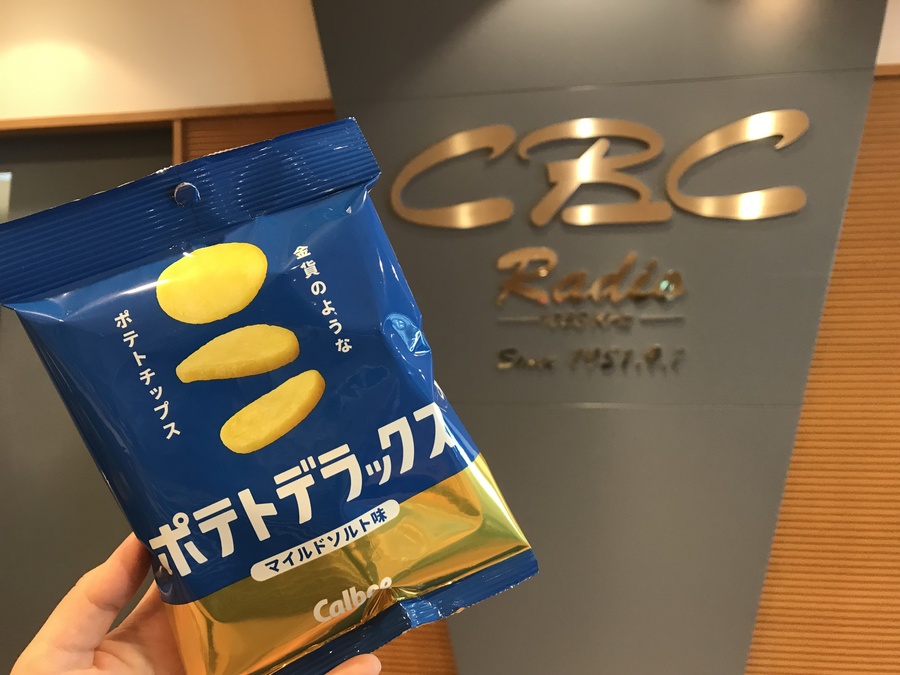 金貨のような
ポテトチップス
ポテトデラックス
マイルドソルト味
Calbee
CBC
Radio
Since 1951.9.1